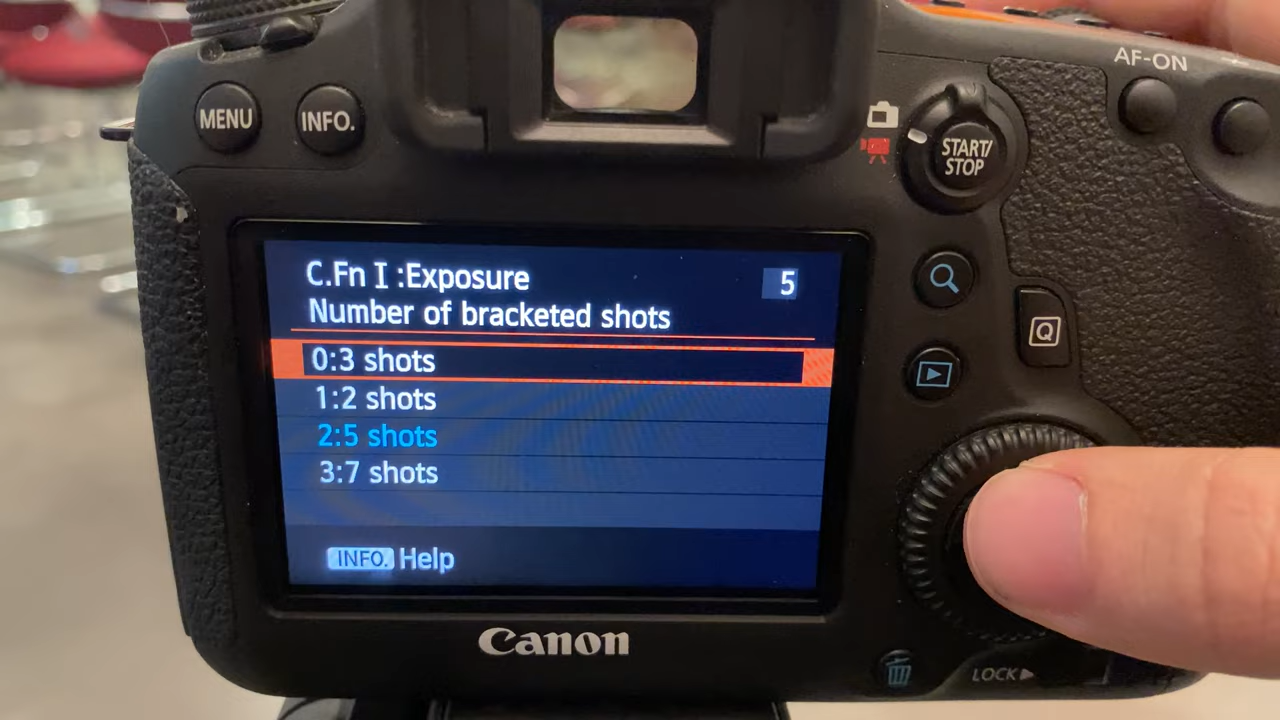 AF-ON
MENU
INFO.
START/
STOP
C.Fn I :Exposure
5
Number of bracketed shots
0:3 shots
1:2 shots
2:5 shots
3:7 shots
INFO. Help
Q
Canon
LOCK▶